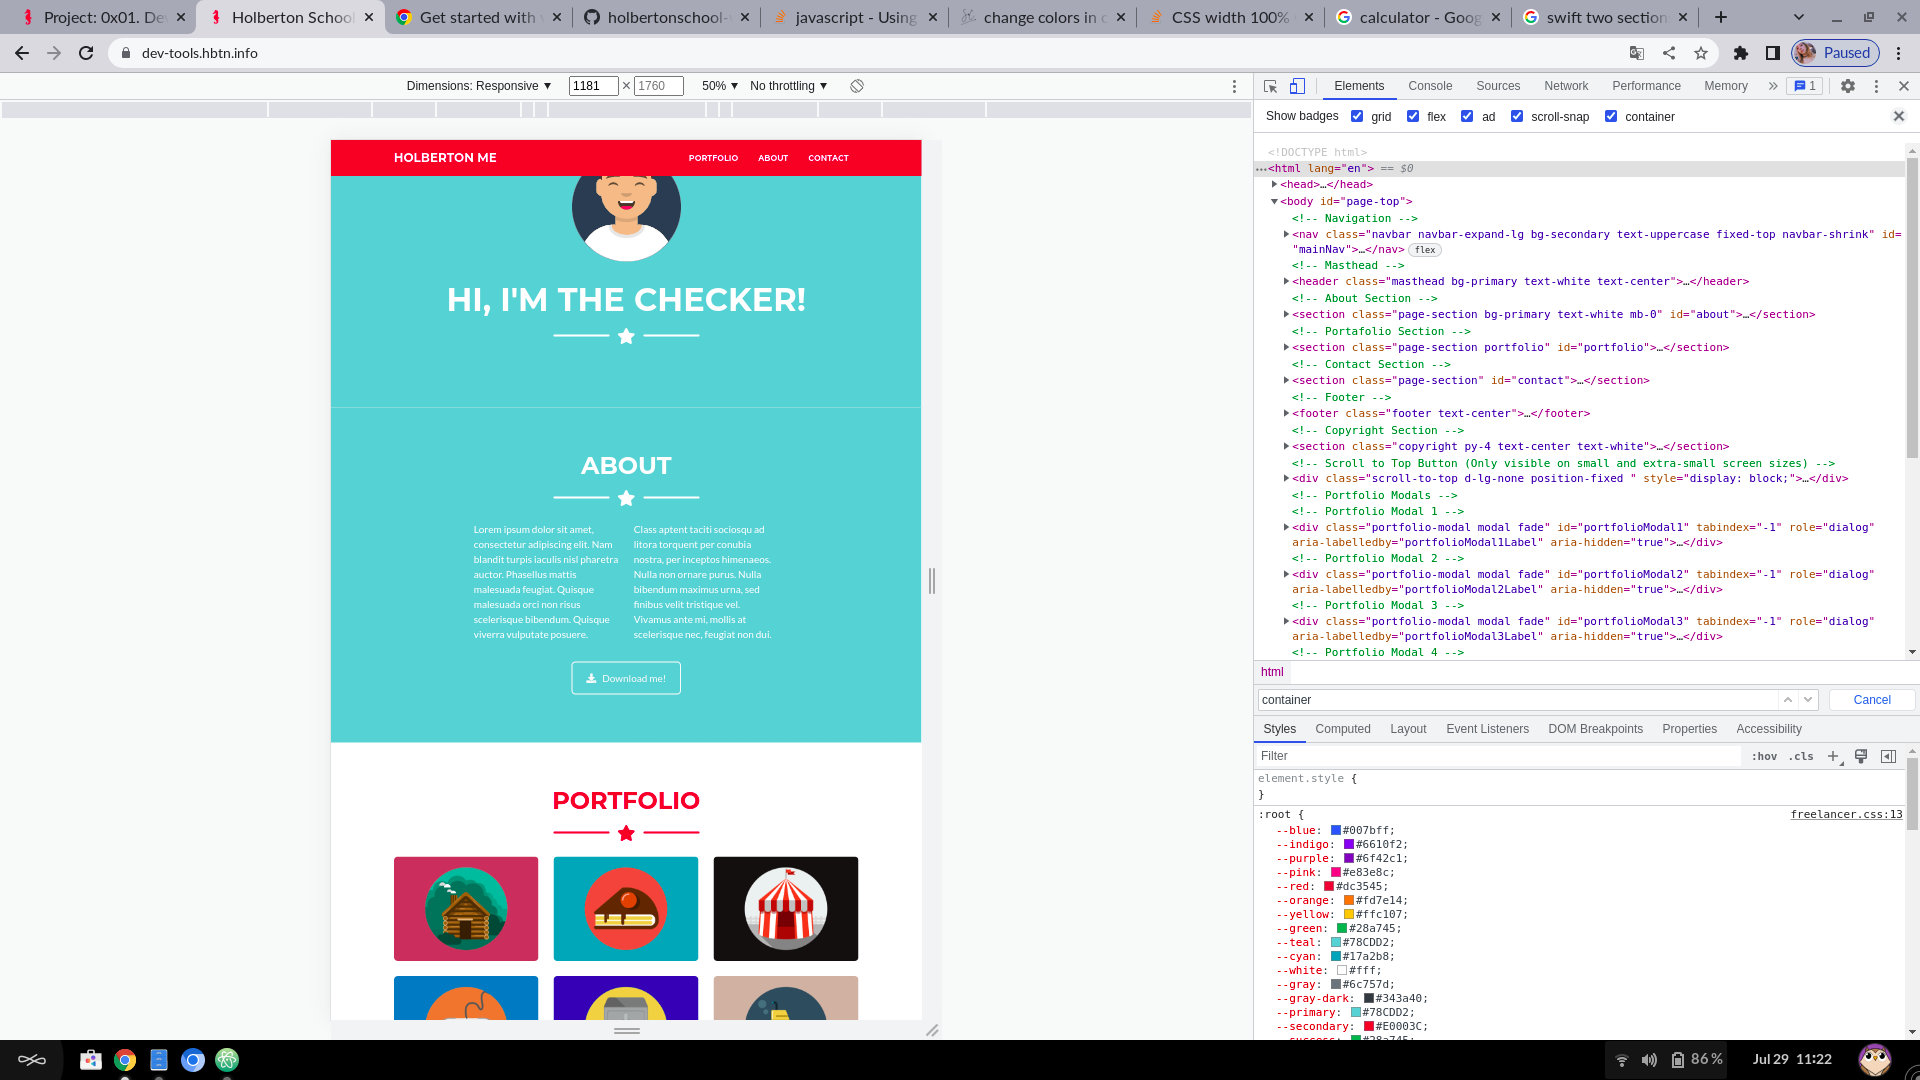 Project: 0x01. De
Holberton School
Get started with
holbertonschool-
javascript - Using
change colors in c
CSS width 100%
calculator - Goog
swift two section
dev-tools.hbtn.info
Paused
Dimensions: Responsive ▼ 1181 × 1760 50% ▼ No throttling ▼
Elements Console Sources Network Performance Memory » 1
Show badges grid flex ad scroll-snap container
HOLBERTON ME
PORTFOLIO ABOUT CONTACT
HI, I'M THE CHECKER!
ABOUT
Lorem ipsum dolor sit amet,
consectetur adipiscing elit. Nam
blandit turpis iaculis nisl pharetra
auctor. Phasellus mattis
malesuada feugiat. Quisque
malesuada orci non risus
scelerisque bibendum. Quisque
viverra vulputate posuere.
Class aptent taciti sociosqu ad
litora torquent per conubia
nostra, per inceptos himenaeos.
Nulla non ornare purus. Nulla
bibendum maximus urna, sed
finibus velit tristique vel.
Vivamus ante mi, mollis at
scelerisque nec, feugiat non dui.
Download me!
PORTFOLIO
<!DOCTYPE html>
…<html lang="en"> == $0
<head>…</head>
<body id="page-top">
<!-- Navigation -->
<nav class="navbar navbar-expand-lg bg-secondary text-uppercase fixed-top navbar-shrink" id=
"mainNav">…</nav> flex
<!-- Masthead -->
<header class="masthead bg-primary text-white text-center">…</header>
<!-- About Section -->
<section class="page-section bg-primary text-white mb-0" id="about">…</section>
<!-- Portafolio Section -->
<section class="page-section portfolio" id="portfolio">…</section>
<!-- Contact Section -->
<section class="page-section" id="contact">…</section>
<!-- Footer -->
<footer class="footer text-center">…</footer>
<!-- Copyright Section -->
<section class="copyright py-4 text-center text-white">…</section>
<!-- Scroll to Top Button (Only visible on small and extra-small screen sizes) -->
<div class="scroll-to-top d-lg-none position-fixed " style="display: block;">…</div>
<!-- Portfolio Modals -->
<!-- Portfolio Modal 1 -->
<div class="portfolio-modal modal fade" id="portfolioModal1" tabindex="-1" role="dialog"
aria-labelledby="portfolioModal1Label" aria-hidden="true">…</div>
<!-- Portfolio Modal 2 -->
<div class="portfolio-modal modal fade" id="portfolioModal2" tabindex="-1" role="dialog"
aria-labelledby="portfolioModal2Label" aria-hidden="true">…</div>
<!-- Portfolio Modal 3 -->
<div class="portfolio-modal modal fade" id="portfolioModal3" tabindex="-1" role="dialog"
aria-labelledby="portfolioModal3Label" aria-hidden="true">…</div>
<!-- Portfolio Modal 4 -->
html
container Cancel
Styles Computed Layout Event Listeners DOM Breakpoints Properties Accessibility
Filter :hov .cls
element.style {
}
:root { freelancer.css:13
--blue: #007bff;
--indigo: #6610f2;
--purple: #6f42c1;
--pink: #e83e8c;
--red: #dc3545;
--orange: #fd7e14;
--yellow: #ffc107;
--green: #28a745;
--teal: #78CDD2;
--cyan: #17a2b8;
--white: #fff;
--gray: #6c757d;
--gray-dark: #343a40;
--primary: #78CDD2;
--secondary: #E0003C;
--success: #28a745;
86 % Jul 29 11:22